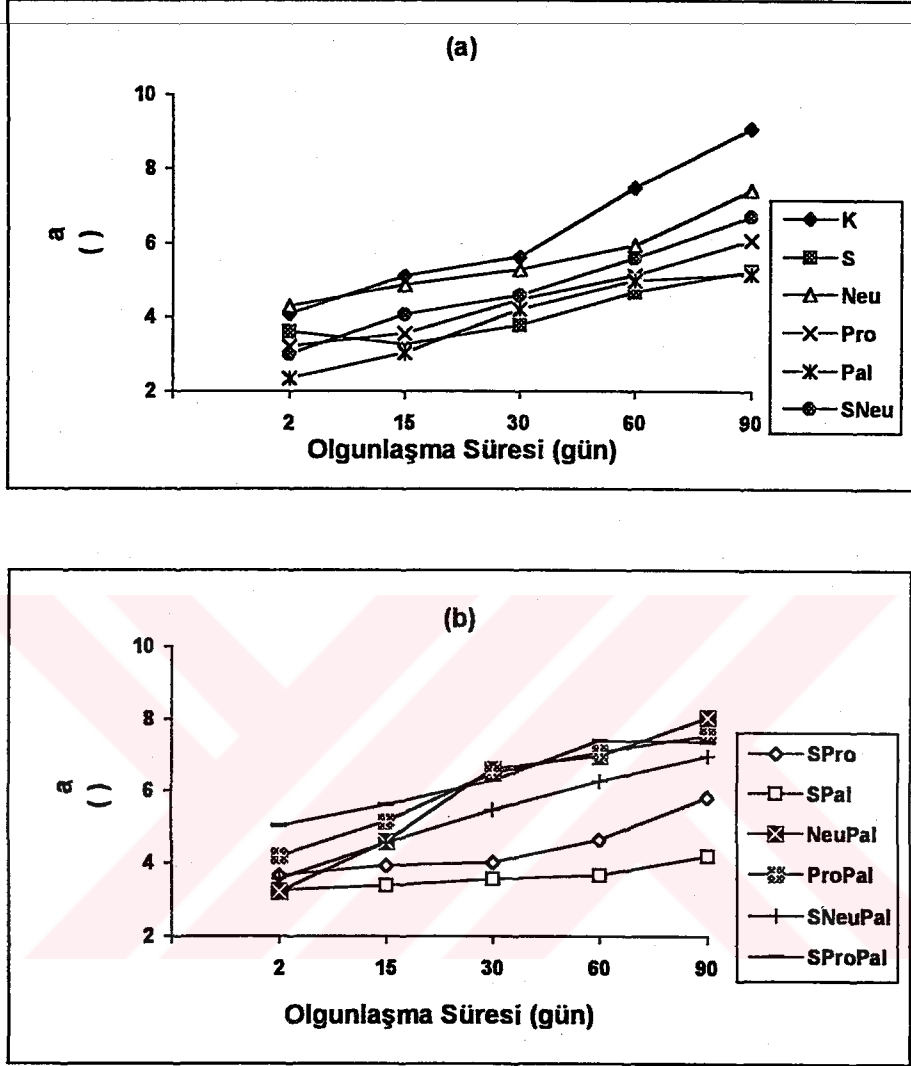 (a)
10
8
6
4
2
a
( )
2 15 30 60 90
Olgunlaşma Süresi (gün)
K
S
Neu
Pro
Pal
SNeu
(b)
10
8
6
4
2
a
( )
2 15 30 60 90
Olgunlaşma Süresi (gün)
SPro
SPal
NeuPal
ProPal
SNeuPal
SProPal